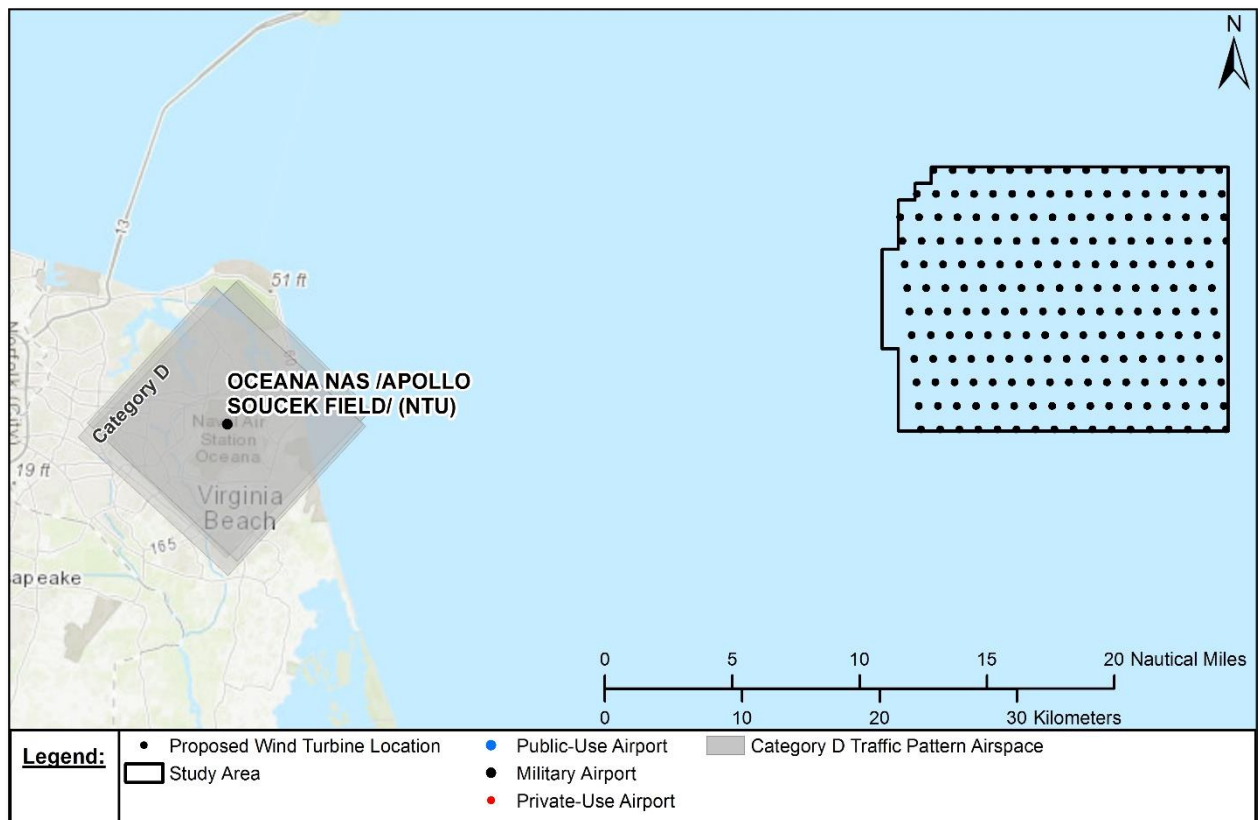 N
13
51 ft
60
Norfolk (City)
Category D
OCEANA NAS /APOLLO
SOUCEK FIELD/ (NTU)
Naval Air
Station
Oceana
19 ft
Virginia
Beach
165
apeake
0 5 10 15 20 Nautical Miles
0 10 20 30 Kilometers
Legend:
Proposed Wind Turbine Location
Study Area
Public-Use Airport
Military Airport
Private-Use Airport
Category D Traffic Pattern Airspace